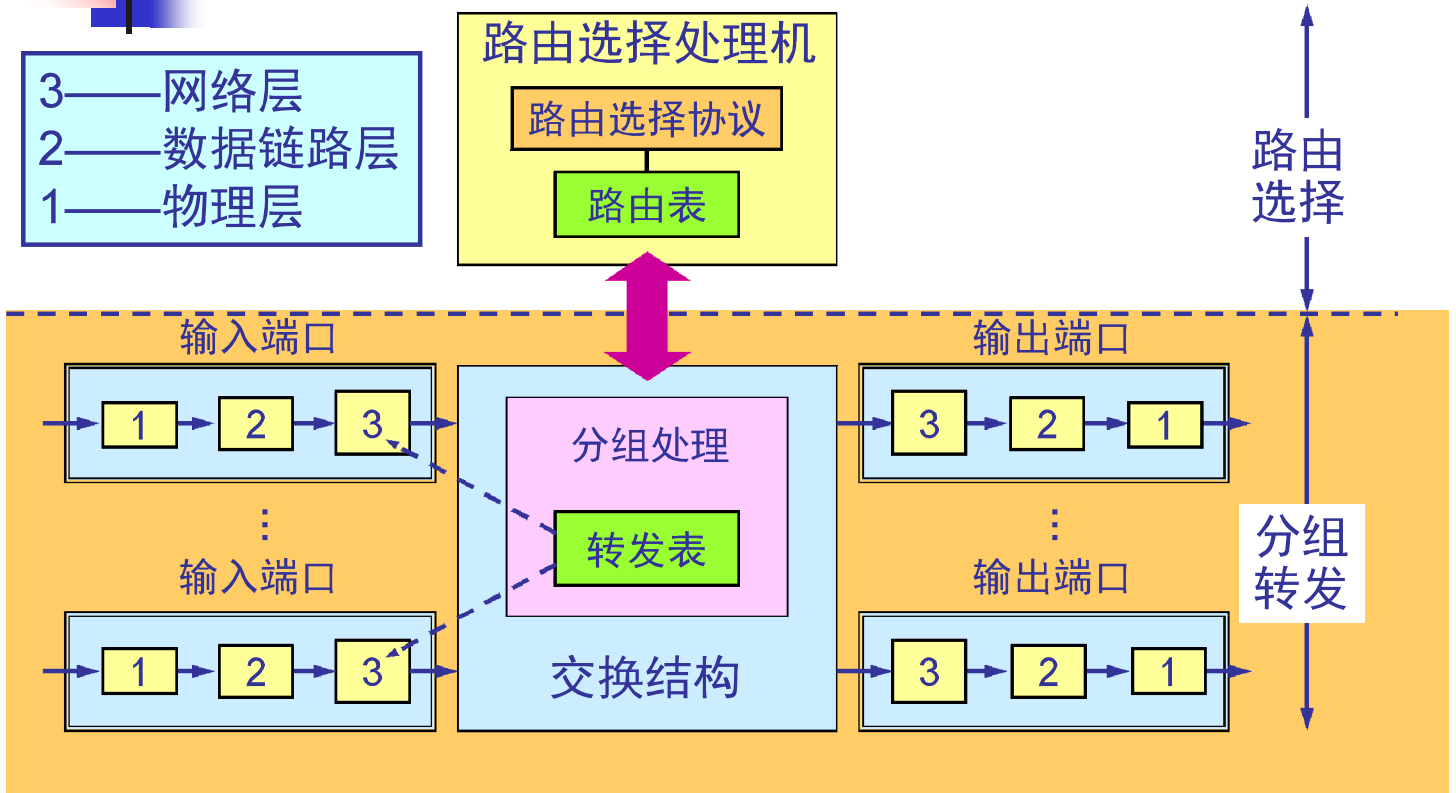 3——网络层
2——数据链路层
1——物理层
路由选择处理机
路由选择协议
路由表
路由
选择
输入端口
1
2
3
分组处理
转发表
交换结构
输出端口
3
2
1
⋮
⋮
分组
转发
输入端口
1
2
3
输出端口
3
2
1